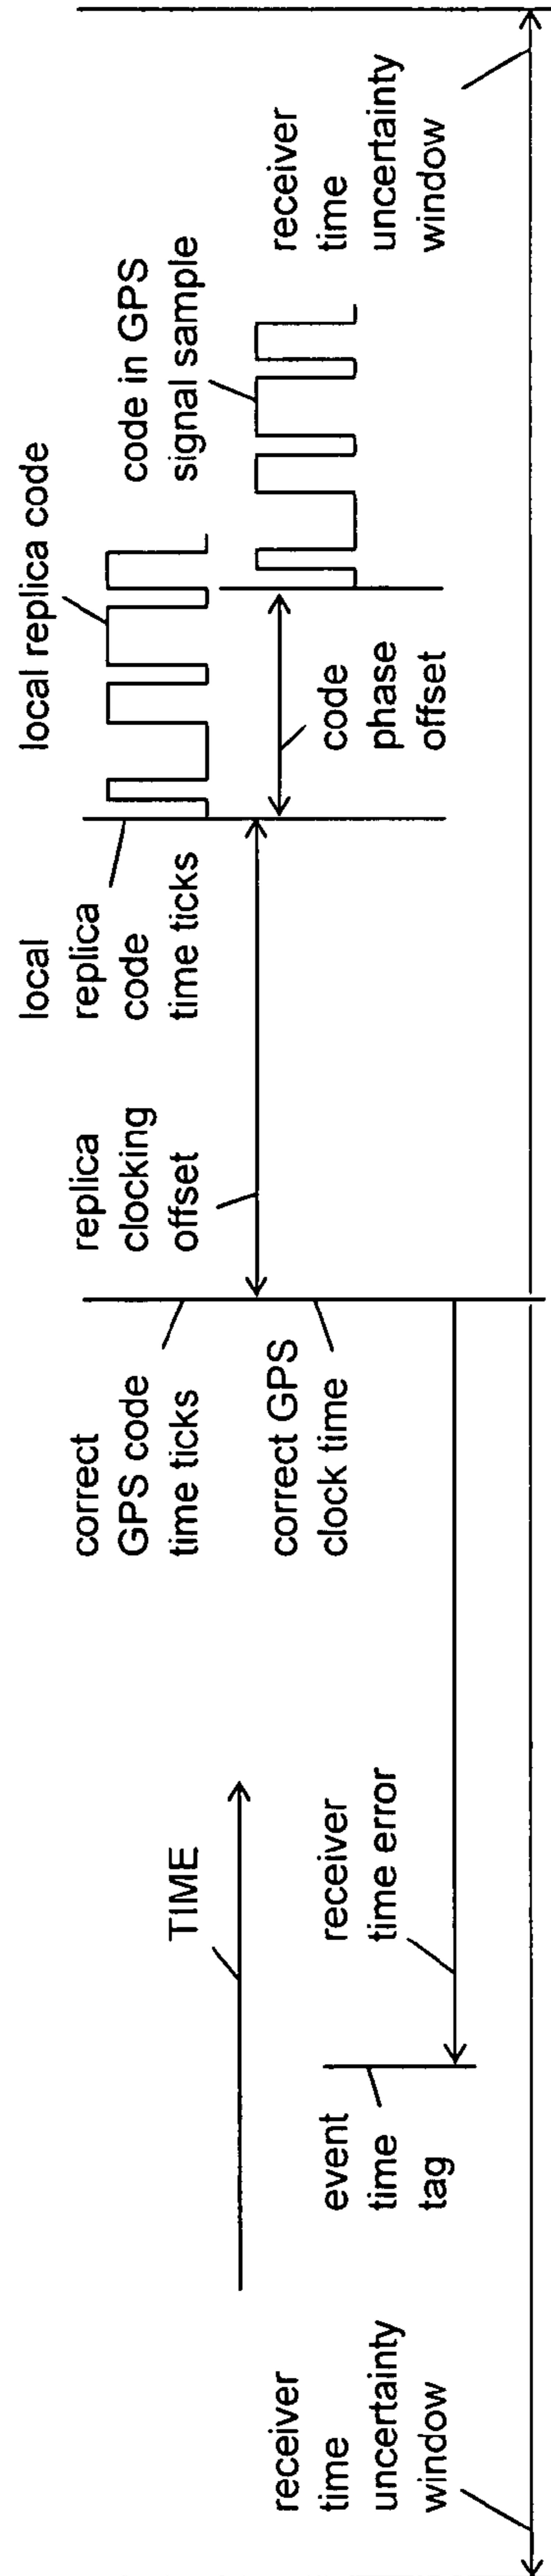 receiver
time
uncertainty
window
event
time
tag
TIME
receiver
time error
correct
GPS code
time ticks
correct GPS
clock time
replica
clocking
offset
local
replica
code
time ticks
local replica code
code
phase
offset
code in GPS
signal sample
receiver
time
uncertainty
window